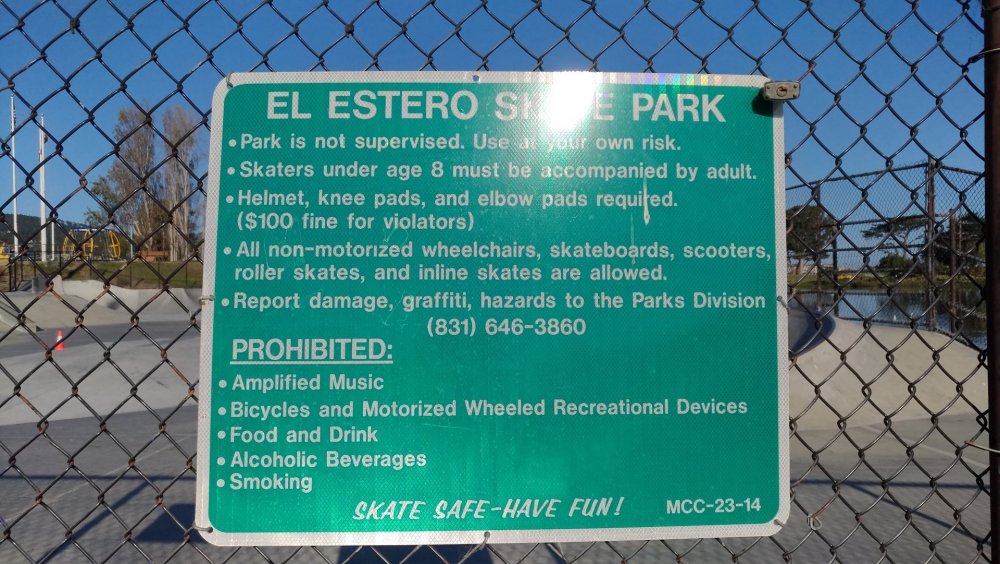 EL ESTERO SKATE PARK
• Park is not supervised. Use at your own risk.
• Skaters under age 8 must be accompanied by adult.
• Helmet, knee pads, and elbow pads required.
($100 fine for violators)
• All non-motorized wheelchairs, skateboards, scooters,
roller skates, and inline skates are allowed.
• Report damage, graffiti, hazards to the Parks Division
(831) 646-3860
PROHIBITED:
• Amplified Music
• Bicycles and Motorized Wheeled Recreational Devices
• Food and Drink
• Alcoholic Beverages
• Smoking
SKATE SAFE-HAVE FUN!
MCC-23-14